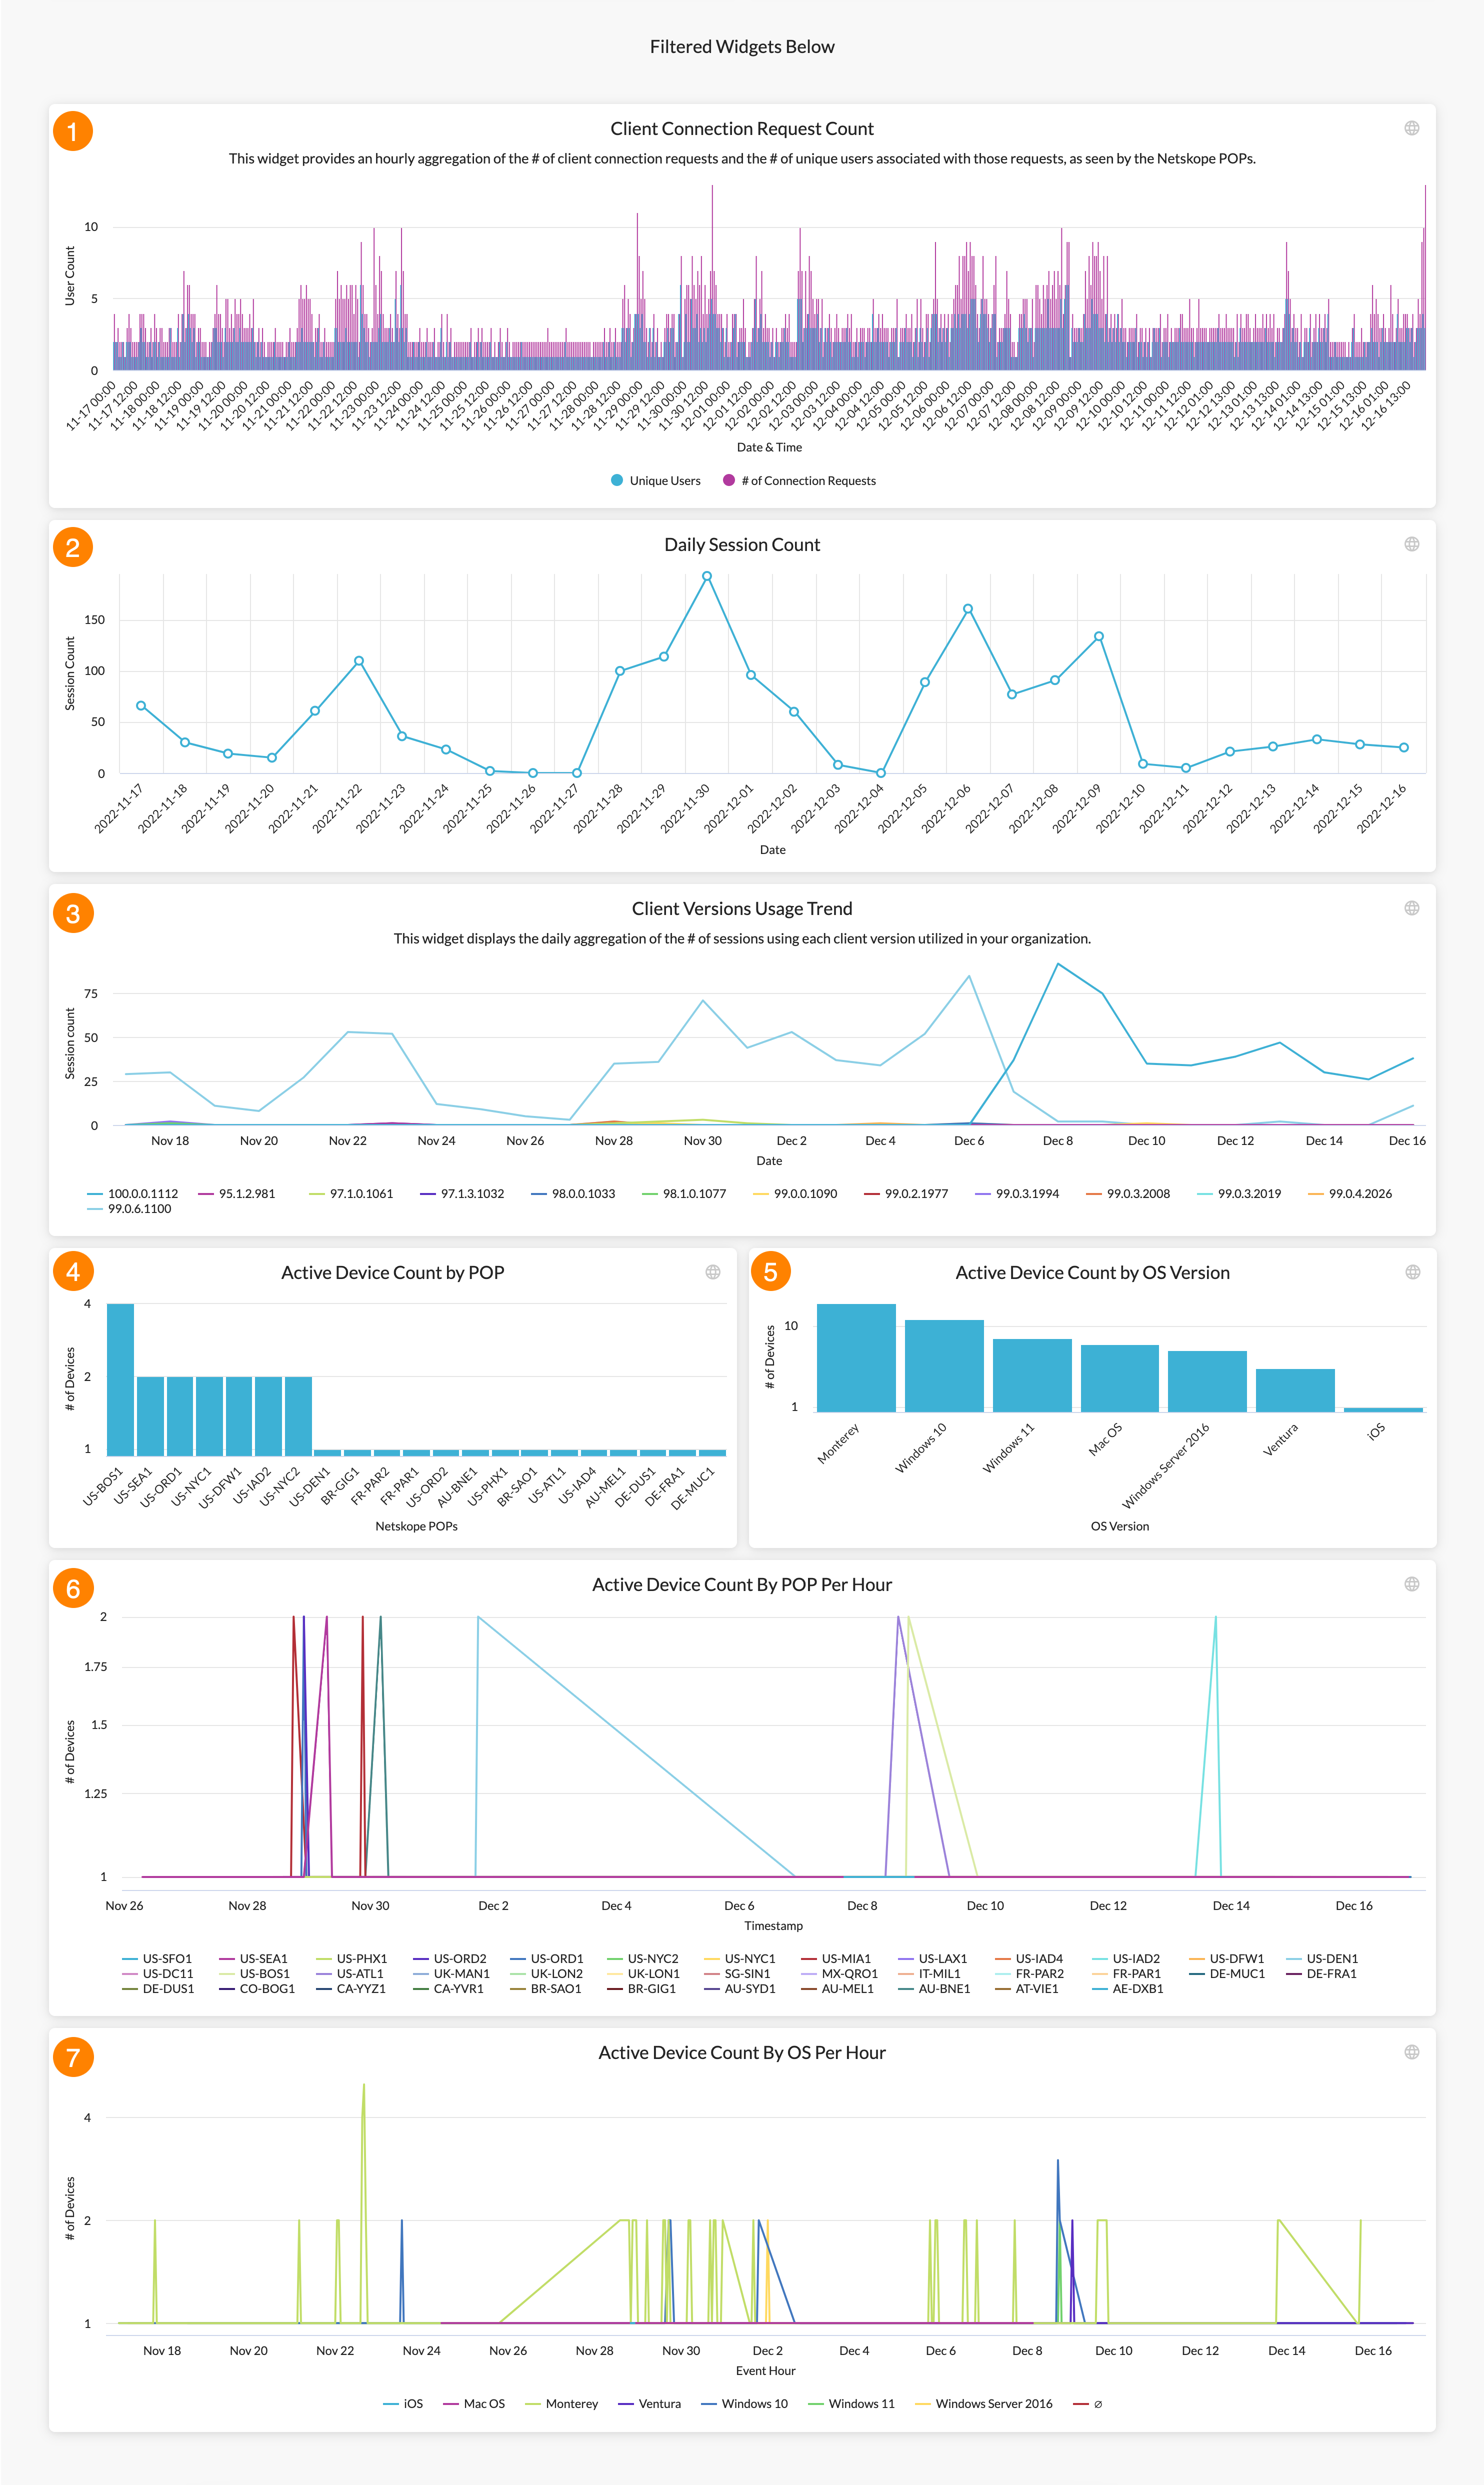 Filtered Widgets Below
1
Client Connection Request Count
This widget provides an hourly aggregation of the # of client connection requests and the # of unique users associated with those requests, as seen by the Netskope POPs.
User Count
10
5
0
11-17 00:00
11-17 12:00
11-18 00:00
11-18 12:00
11-19 00:00
11-19 12:00
11-20 00:00
11-20 12:00
11-21 00:00
11-21 12:00
11-22 00:00
11-22 12:00
11-23 00:00
11-23 12:00
11-24 00:00
11-24 12:00
11-25 00:00
11-25 12:00
11-26 00:00
11-26 12:00
11-27 00:00
11-27 12:00
11-28 00:00
11-28 12:00
11-29 00:00
11-29 12:00
11-30 00:00
11-30 12:00
12-01 00:00
12-01 12:00
12-02 00:00
12-02 12:00
12-03 00:00
12-03 12:00
12-04 00:00
12-04 12:00
12-05 00:00
12-05 12:00
12-06 00:00
12-06 12:00
12-07 00:00
12-07 12:00
12-08 00:00
12-08 12:00
12-09 00:00
12-09 12:00
12-10 00:00
12-10 12:00
12-11 00:00
12-11 12:00
12-12 01:00
12-12 13:00
12-13 01:00
12-13 13:00
12-14 01:00
12-14 13:00
12-15 01:00
12-15 13:00
12-16 01:00
12-16 13:00
Date & Time
Unique Users # of Connection Requests
2
Daily Session Count
Session Count
150
100
50
0
2022-11-17
2022-11-18
2022-11-19
2022-11-20
2022-11-21
2022-11-22
2022-11-23
2022-11-24
2022-11-25
2022-11-26
2022-11-27
2022-11-28
2022-11-29
2022-11-30
2022-12-01
2022-12-02
2022-12-03
2022-12-04
2022-12-05
2022-12-06
2022-12-07
2022-12-08
2022-12-09
2022-12-10
2022-12-11
2022-12-12
2022-12-13
2022-12-14
2022-12-15
2022-12-16
Date
3
Client Versions Usage Trend
This widget displays the daily aggregation of the # of sessions using each client version utilized in your organization.
Session count
75
50
25
0
Nov 18 Nov 20 Nov 22 Nov 24 Nov 26 Nov 28 Nov 30 Dec 2 Dec 4 Dec 6 Dec 8 Dec 10 Dec 12 Dec 14 Dec 16
Date
100.0.0.1112 95.1.2.981 97.1.0.1061 97.1.3.1032 98.0.0.1033 98.1.0.1077 99.0.0.1090 99.0.2.1977 99.0.3.1994 99.0.3.2008 99.0.3.2019 99.0.4.2026
99.0.6.1100
4
Active Device Count by POP
# of Devices
4
2
1
US-BOS1
US-SEA1
US-ORD1
US-NYC1
US-DFW1
US-IAD2
US-NYC2
US-DEN1
BR-GIG1
FR-PAR2
FR-PAR1
US-ORD2
AU-BNE1
US-PHX1
BR-SAO1
US-ATL1
US-IAD4
AU-MEL1
DE-DUS1
DE-FRA1
DE-MUC1
Netskope POPs
5
Active Device Count by OS Version
# of Devices
10
1
Monterey
Windows 10
Windows 11
Mac OS
Windows Server 2016
Ventura
iOS
OS Version
6
Active Device Count By POP Per Hour
# of Devices
2
1.75
1.5
1.25
1
Nov 26 Nov 28 Nov 30 Dec 2 Dec 4 Dec 6 Dec 8 Dec 10 Dec 12 Dec 14 Dec 16
Timestamp
US-SFO1 US-SEA1 US-PHX1 US-ORD2 US-ORD1 US-NYC2 US-NYC1 US-MIA1 US-LAX1 US-IAD4 US-IAD2 US-DFW1 US-DEN1
US-DC11 US-BOS1 US-ATL1 UK-MAN1 UK-LON2 UK-LON1 SG-SIN1 MX-QRO1 IT-MIL1 FR-PAR2 FR-PAR1 DE-MUC1 DE-FRA1
DE-DUS1 CO-BOG1 CA-YYZ1 CA-YVR1 BR-SAO1 BR-GIG1 AU-SYD1 AU-MEL1 AU-BNE1 AT-VIE1 AE-DXB1
7
Active Device Count By OS Per Hour
# of Devices
4
2
1
Nov 18 Nov 20 Nov 22 Nov 24 Nov 26 Nov 28 Nov 30 Dec 2 Dec 4 Dec 6 Dec 8 Dec 10 Dec 12 Dec 14 Dec 16
Event Hour
iOS Mac OS Monterey Ventura Windows 10 Windows 11 Windows Server 2016 ∅